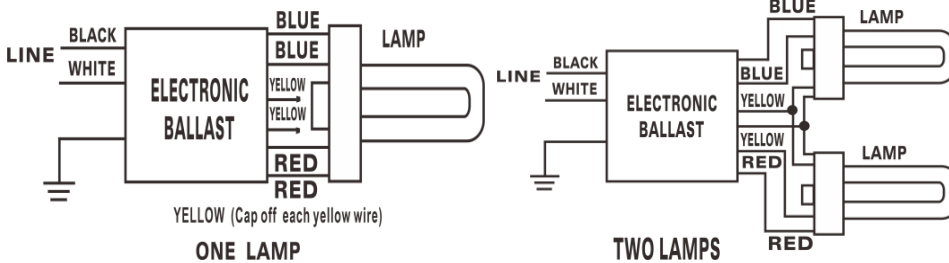 BLUE
BLACK
BLUE
LINE
WHITE
YELLOW
YELLOW
ELECTRONIC
BALLAST
LAMP
RED
RED
YELLOW (Cap off each yellow wire)
ONE LAMP
BLUE
LAMP
BLACK
LINE
BLUE
WHITE
YELLOW
ELECTRONIC
BALLAST
YELLOW
RED
LAMP
RED
TWO LAMPS